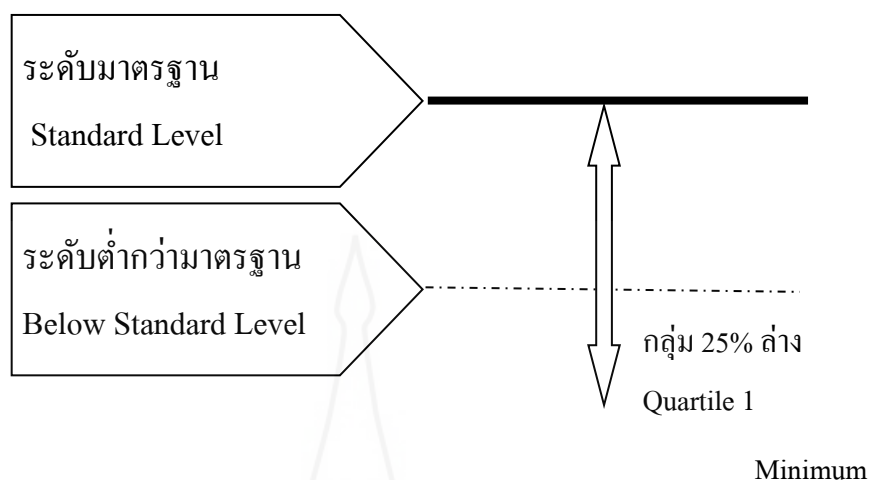 ระดับมาตรฐาน
Standard Level
ระดับต่ำกว่ามาตรฐาน
Below Standard Level
กลุ่ม 25% ล่าง
Quartile 1
Minimum